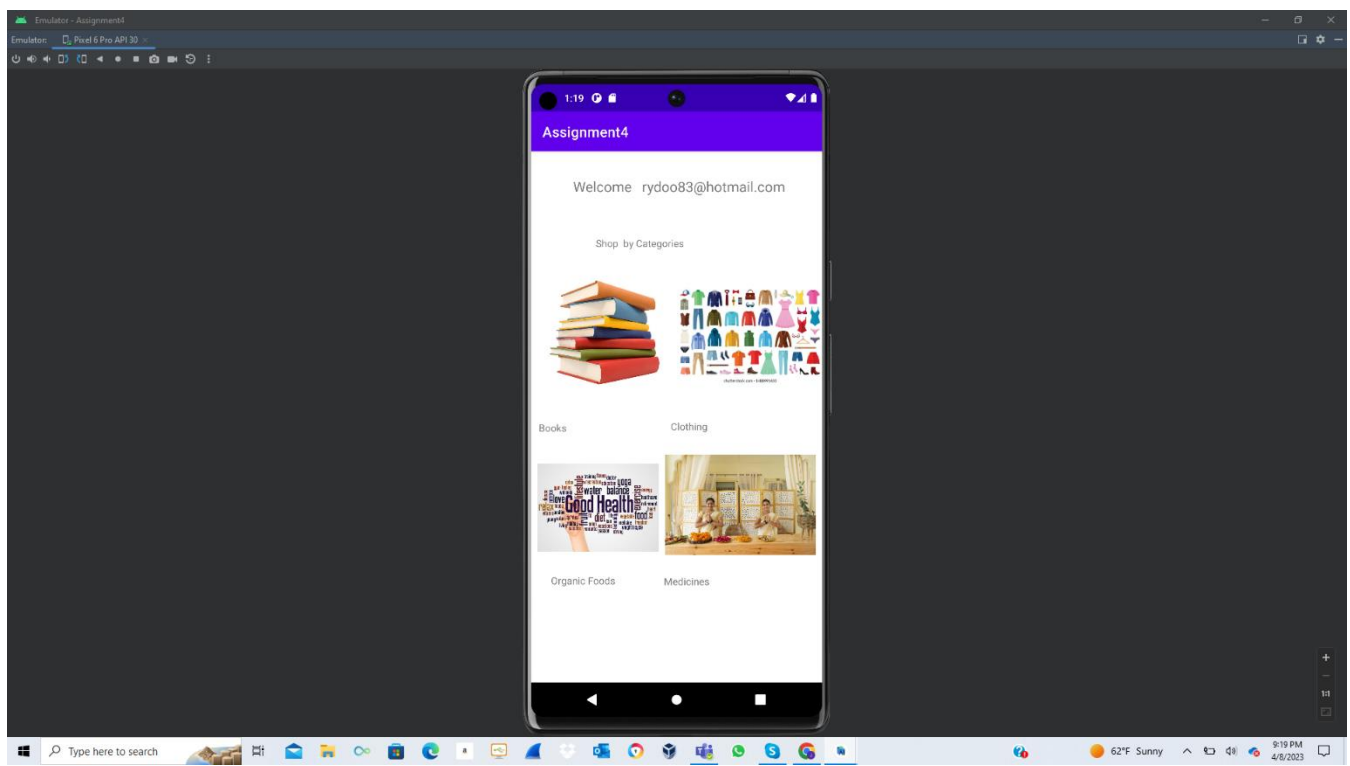 Emulator - Assignment4
Emulator: Pixel 6 Pro API 30
1:19
Assignment4
Welcome rydoo83@hotmail.com
Shop by Categories
Books
Clothing
water balance
yoga
love
Good Health
diet
food
Organic Foods
Medicines
1:1
Type here to search
62°F Sunny
9:19 PM
4/8/2023